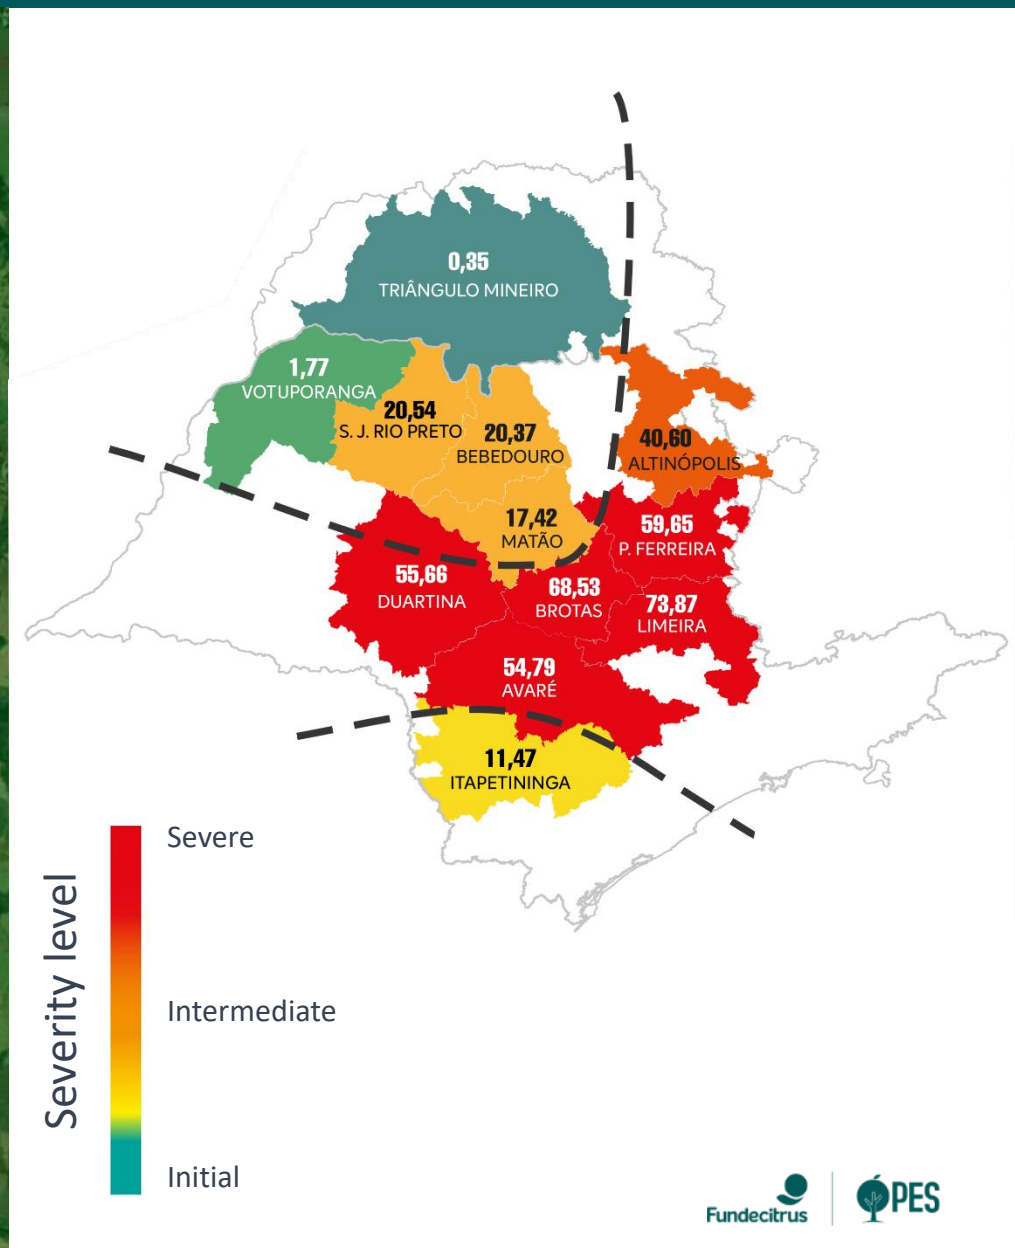 0,35
TRIÂNGULO MINEIRO
1,77
VOTUPORANGA
20,54
S. J. RIO PRETO
20,37
BEBEDOURO
40,60
ALTINÓPOLIS
17,42
MATÃO
59,65
P. FERREIRA
55,66
DUARTINA
68,53
BROTAS
73,87
LIMEIRA
54,79
AVARÉ
11,47
ITAPETININGA
Severity level
Severe
Intermediate
Initial
Fundecitrus
PES